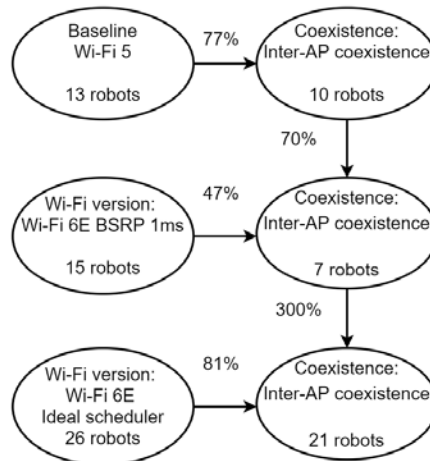 Baseline
Wi-Fi 5
13 robots
77%
Coexistence:
Inter-AP coexistence
10 robots
70%
Wi-Fi version:
Wi-Fi 6E BSRP 1ms
15 robots
47%
Coexistence:
Inter-AP coexistence
7 robots
300%
Wi-Fi version:
Wi-Fi 6E
Ideal scheduler
26 robots
81%
Coexistence:
Inter-AP coexistence
21 robots